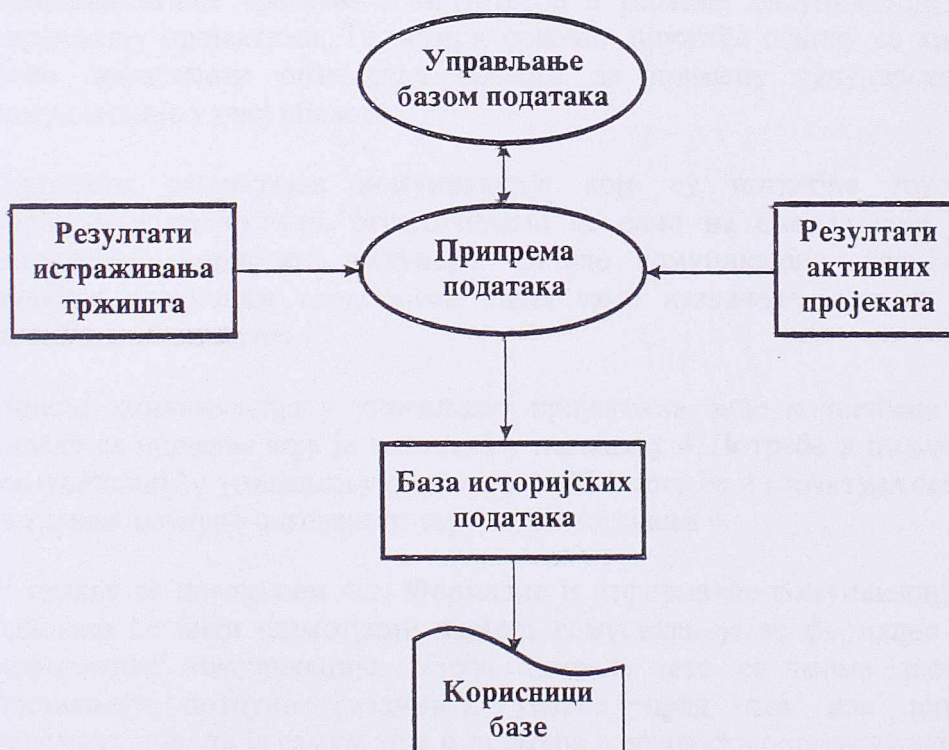 Управљање
базом података
Резултати
истраживања
тржишта
Припрема
података
Резултати
активних
пројеката
База историјских
података
Корисници
базе